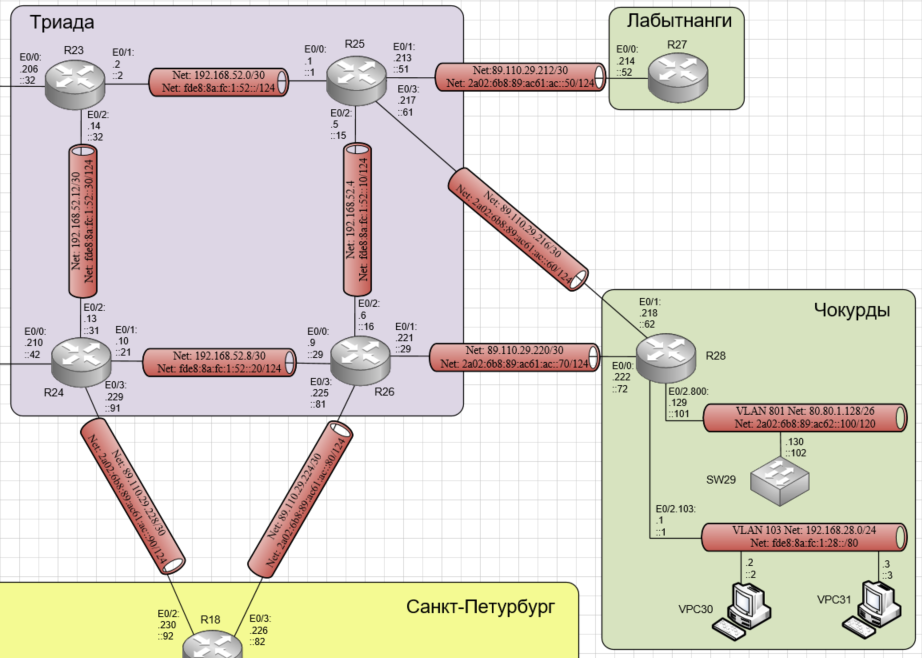 Триада
Лабытнанги
R23
E0/0:
.206
::32
E0/1:
.2
::2
Net: 192.168.52.0/30
Net: fde8:8a:fc:1:52::/124
R25
E0/0:
.1
::1
E0/1:
.213
::51
Net:89.110.29.212/30
Net: 2a02:6b8:89:ac61:ac::50/124
E0/0:
.214
::52
R27
E0/3:
.217
::61
E0/2:
.14
::32
E0/2:
.5
::15
Net: 192.168.52.12/30
Net: fde8:8a:fc:1:52::30/124
Net: 192.168.52.4
Net: fde8:8a:fc:1:52::10/124
Net: 89.110.29.216/30
Net: 2a02:6b8:89:ac61:ac::60/124
E0/2:
.13
::31
E0/2:
.6
::16
Чокурды
E0/1:
.218
::62
E0/0:
.210
::42
E0/1:
.10
::21
Net: 192.168.52.8/30
Net: fde8:8a:fc:1:52::20/124
E0/0:
.9
::29
E0/1:
.221
::29
Net: 89.110.29.220/30
Net: 2a02:6b8:89:ac61:ac::70/124
E0/0:
.222
::72
R28
R24
E0/3:
.229
::91
E0/3:
.225
::81
R26
E0/2.800:
.129
::101
VLAN 801 Net: 80.80.1.128/26
Net: 2a02:6b8:89:ac62::100/120
.130
::102
SW29
Net: 89.110.29.228/30
Net: 2a02:6b8:89:ac61:ac::90/124
Net: 89.110.29.224/30
Net: 2a02:6b8:89:ac61:ac::80/124
E0/2.103:
.1
::1
VLAN 103 Net: 192.168.28.0/24
Net: fde8:8a:fc:1:28::/80
.2
::2
.3
::3
VPC30
VPC31
Санкт-Петурбург
E0/2:
.230
::92
R18
E0/3:
.226
::82